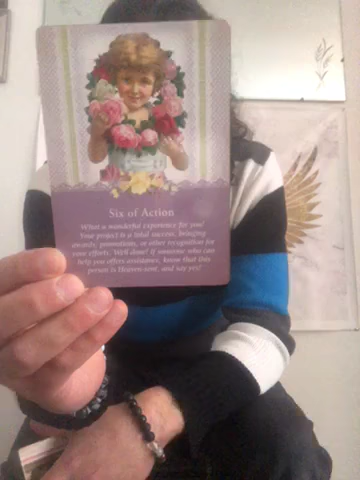 Six of Action
What a wonderful experience for you!
Your project is a total success, bringing
awards, promotions, or other recognition for
your efforts. Well done! If someone who can
help you offers assistance, know that this
person is Heaven-sent, and say yes!